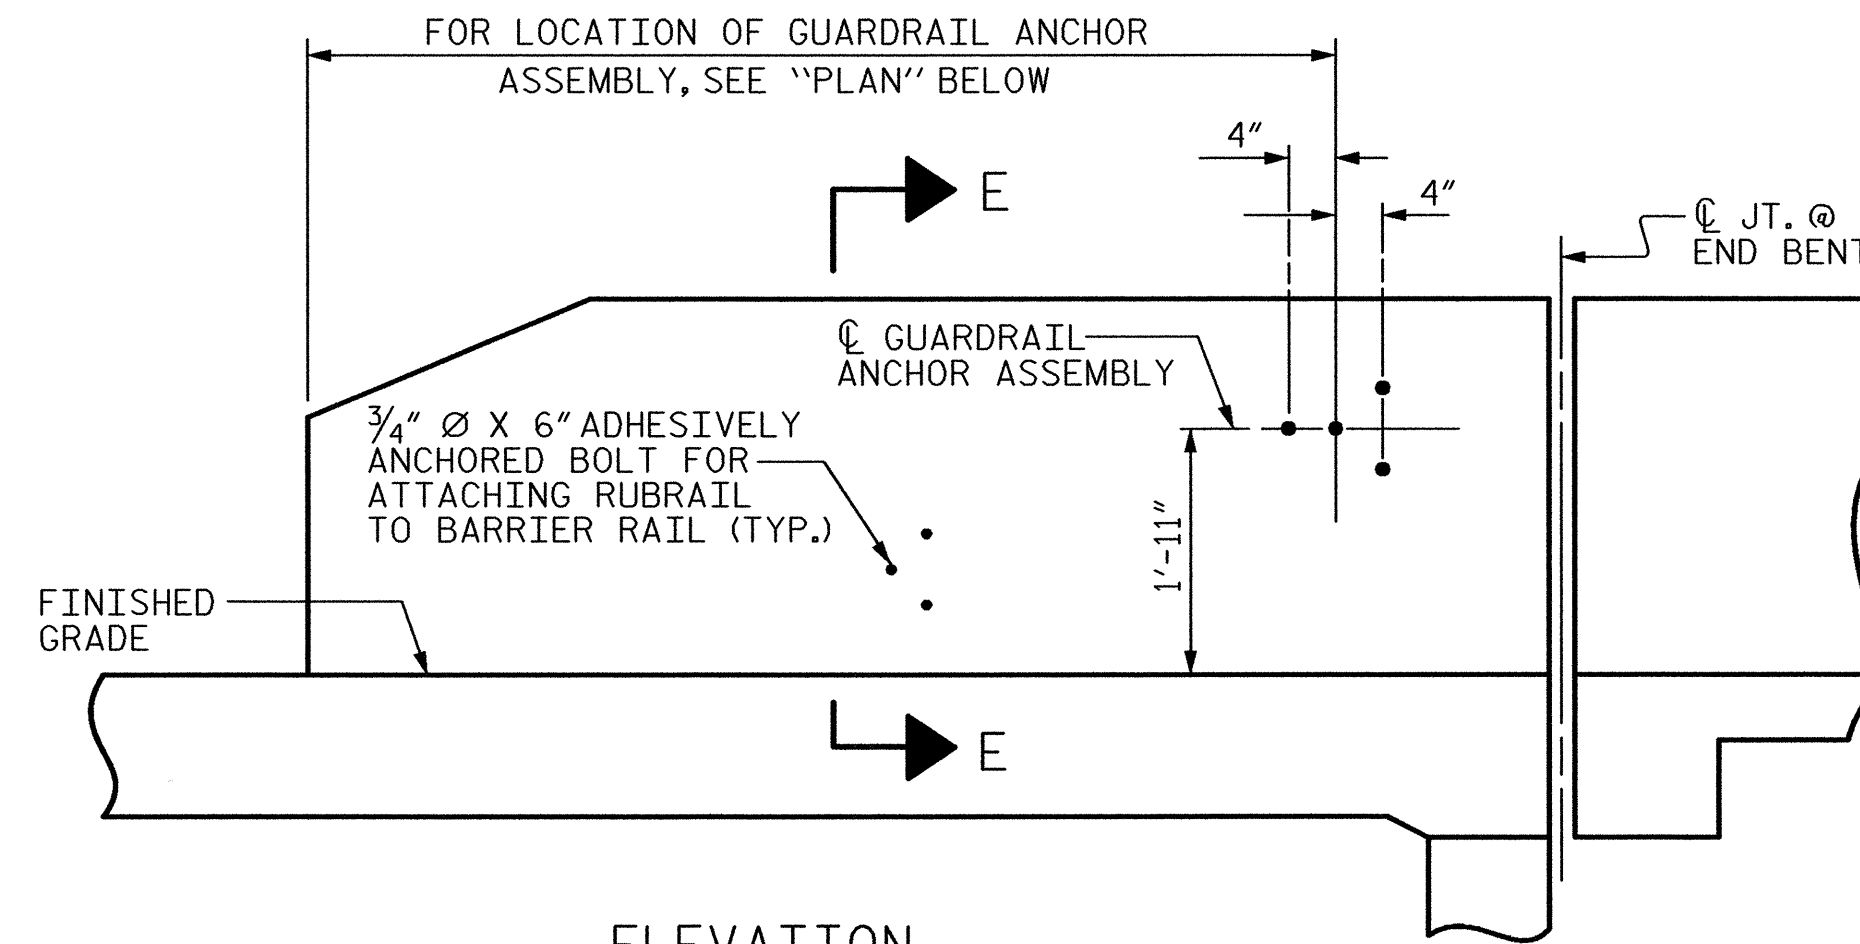 FOR LOCATION OF GUARDRAIL ANCHOR
ASSEMBLY, SEE "PLAN" BELOW
4"
4"
E
℄ JT. @
END BENT
℄ GUARDRAIL
ANCHOR ASSEMBLY
3/4" Ø X 6" ADHESIVELY
ANCHORED BOLT FOR
ATTACHING RUBRAIL
TO BARRIER RAIL (TYP.)
1'-11"
FINISHED
GRADE
E
ELEVATION